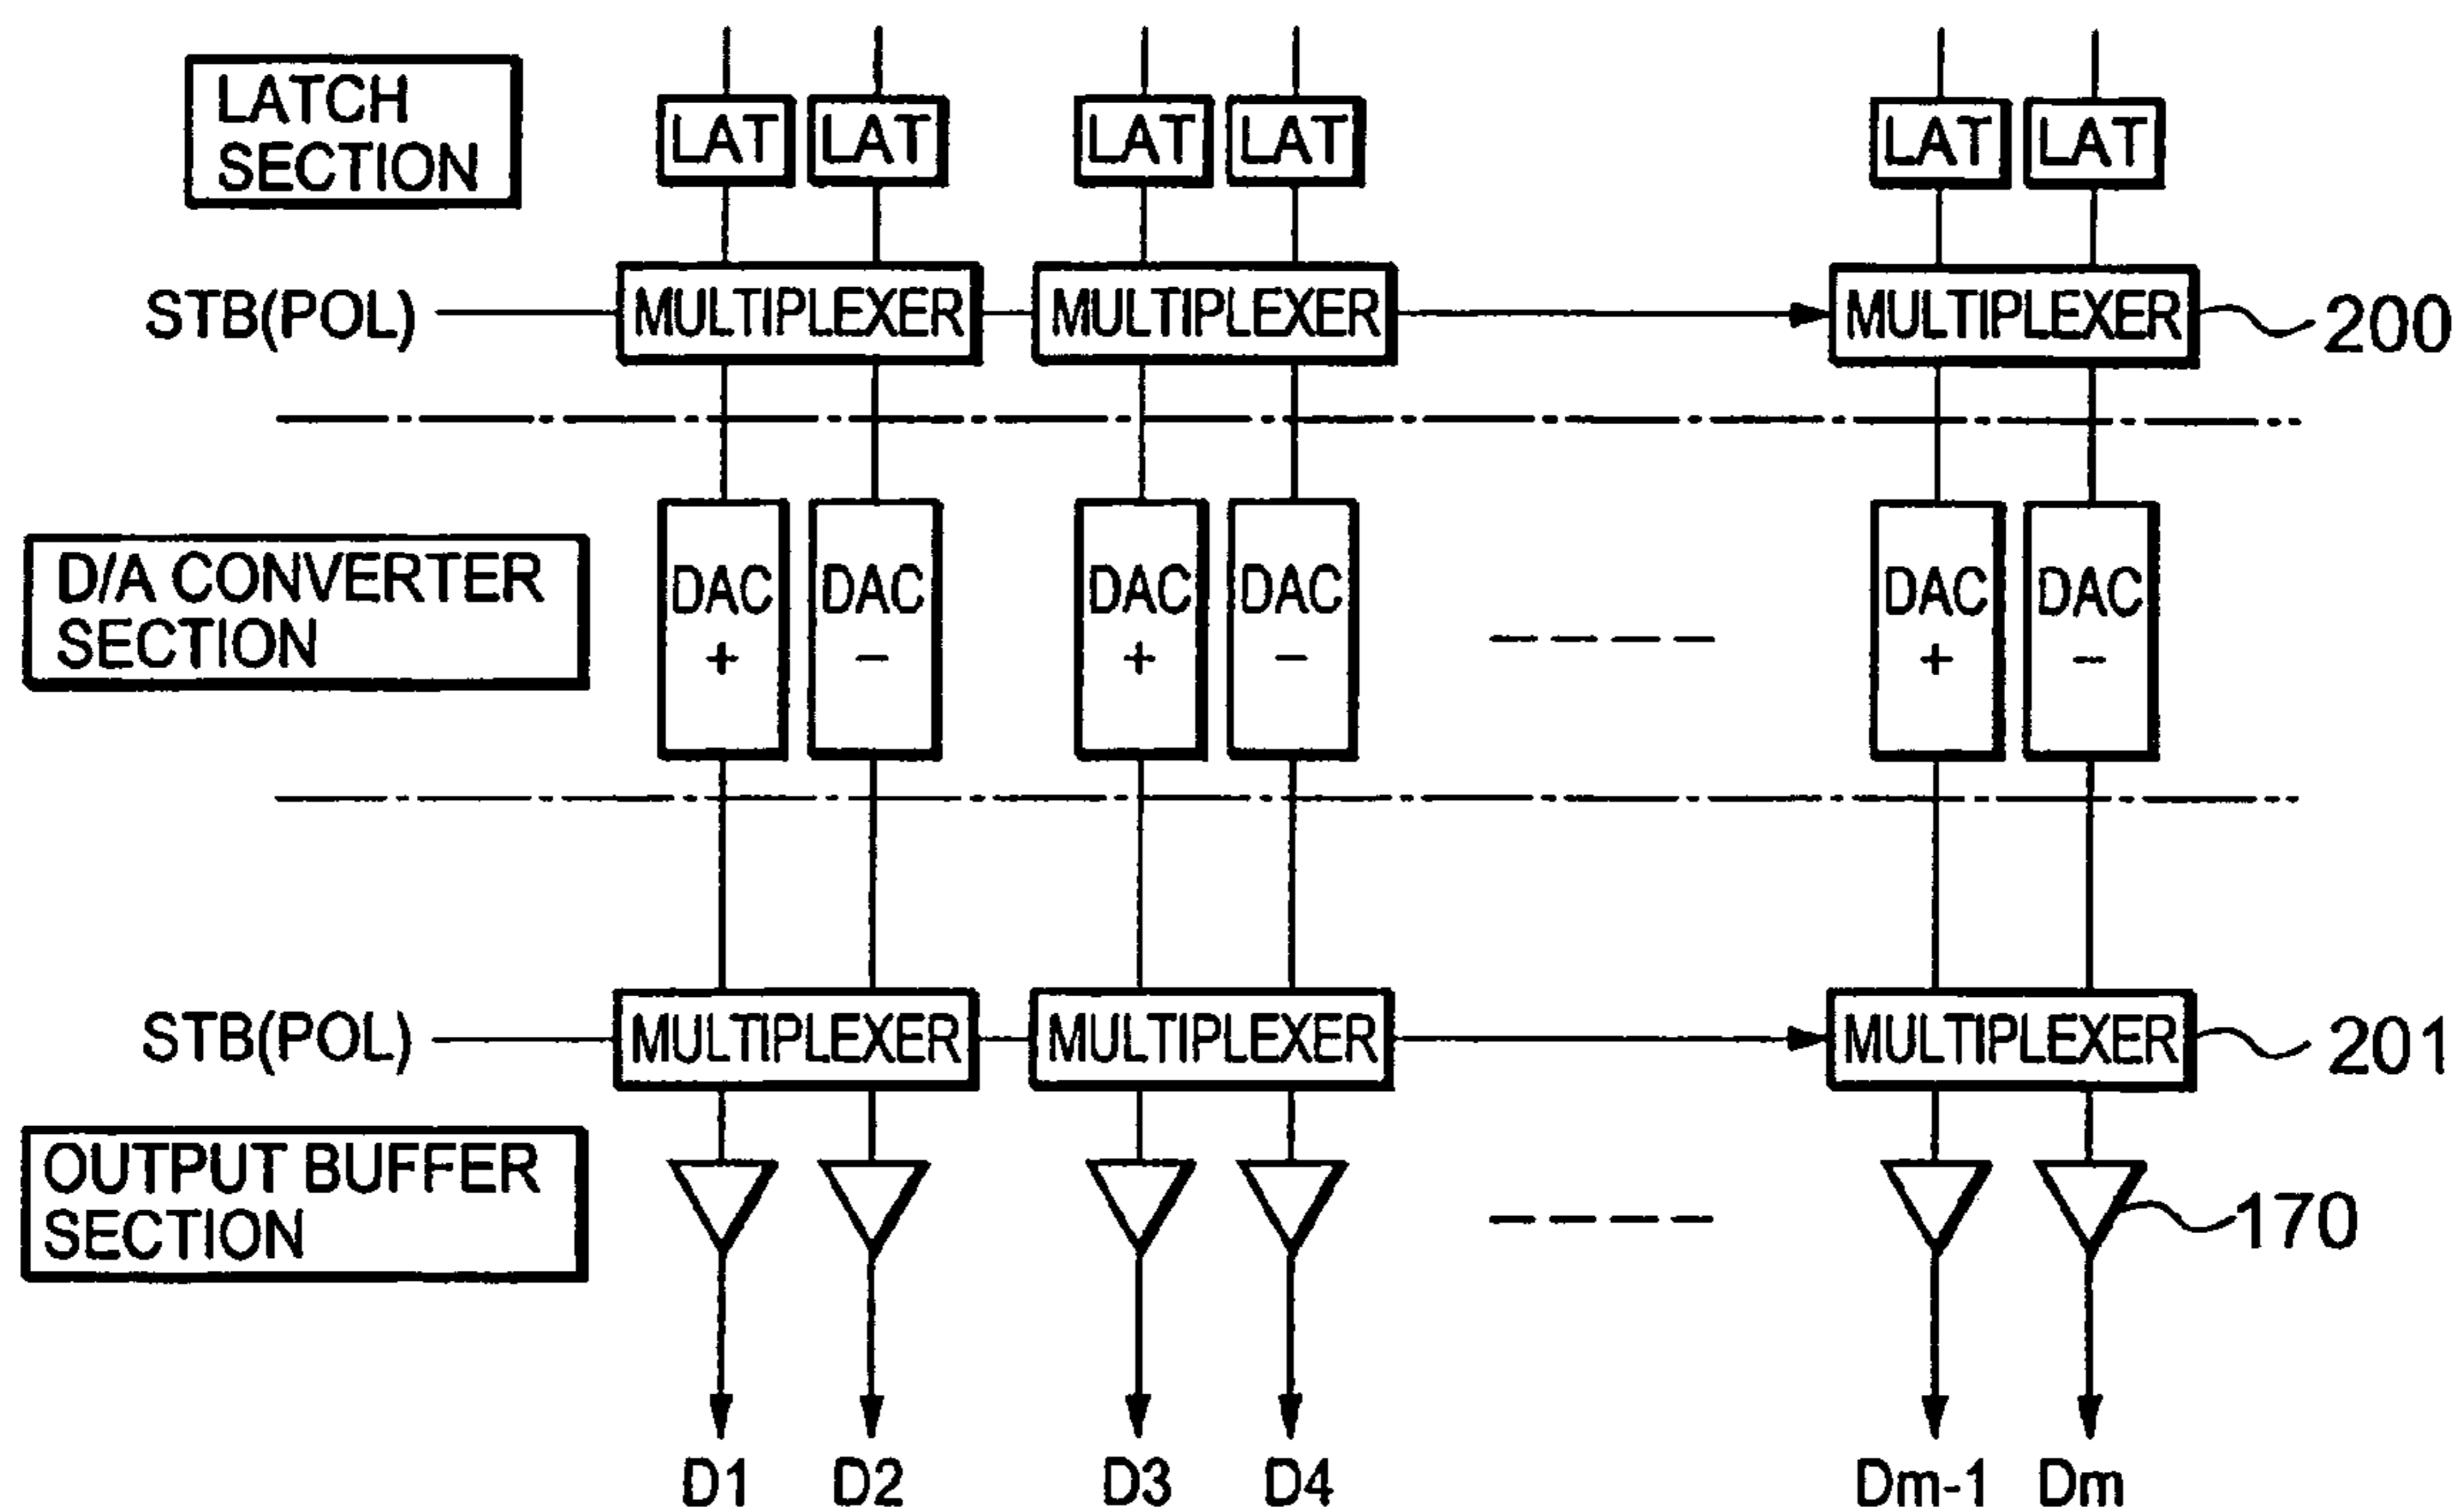 LATCH
SECTION
LAT LAT LAT LAT LAT LAT
STB(POL) MULTIPLEXER MULTIPLEXER MULTIPLEXER 200
D/A CONVERTER
SECTION
DAC DAC DAC DAC DAC DAC
+ − + − + −
STB(POL) MULTIPLEXER MULTIPLEXER MULTIPLEXER 201
OUTPUT BUFFER
SECTION
170
D1 D2 D3 D4 Dm-1 Dm